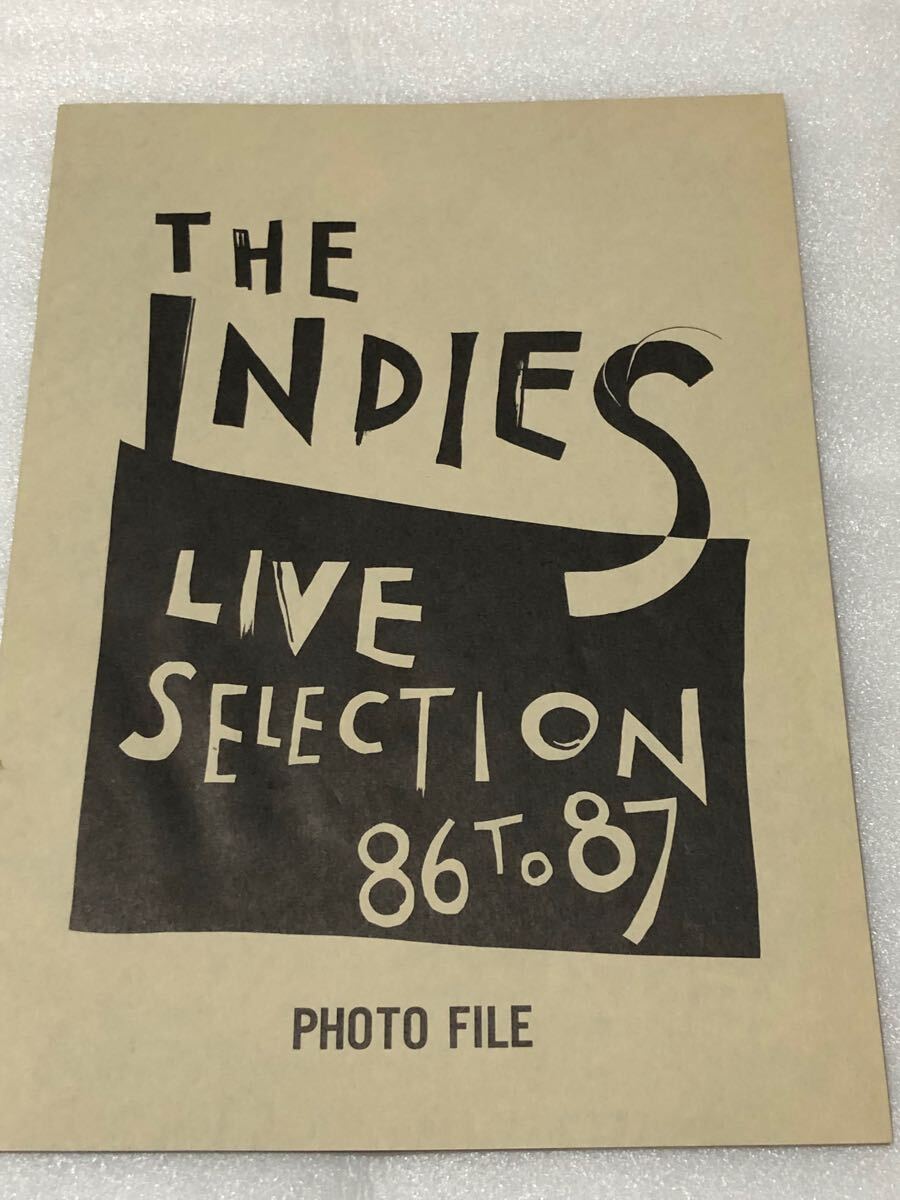 THE
INDIES
LIVE
SELECTION
86 To 87
PHOTO FILE